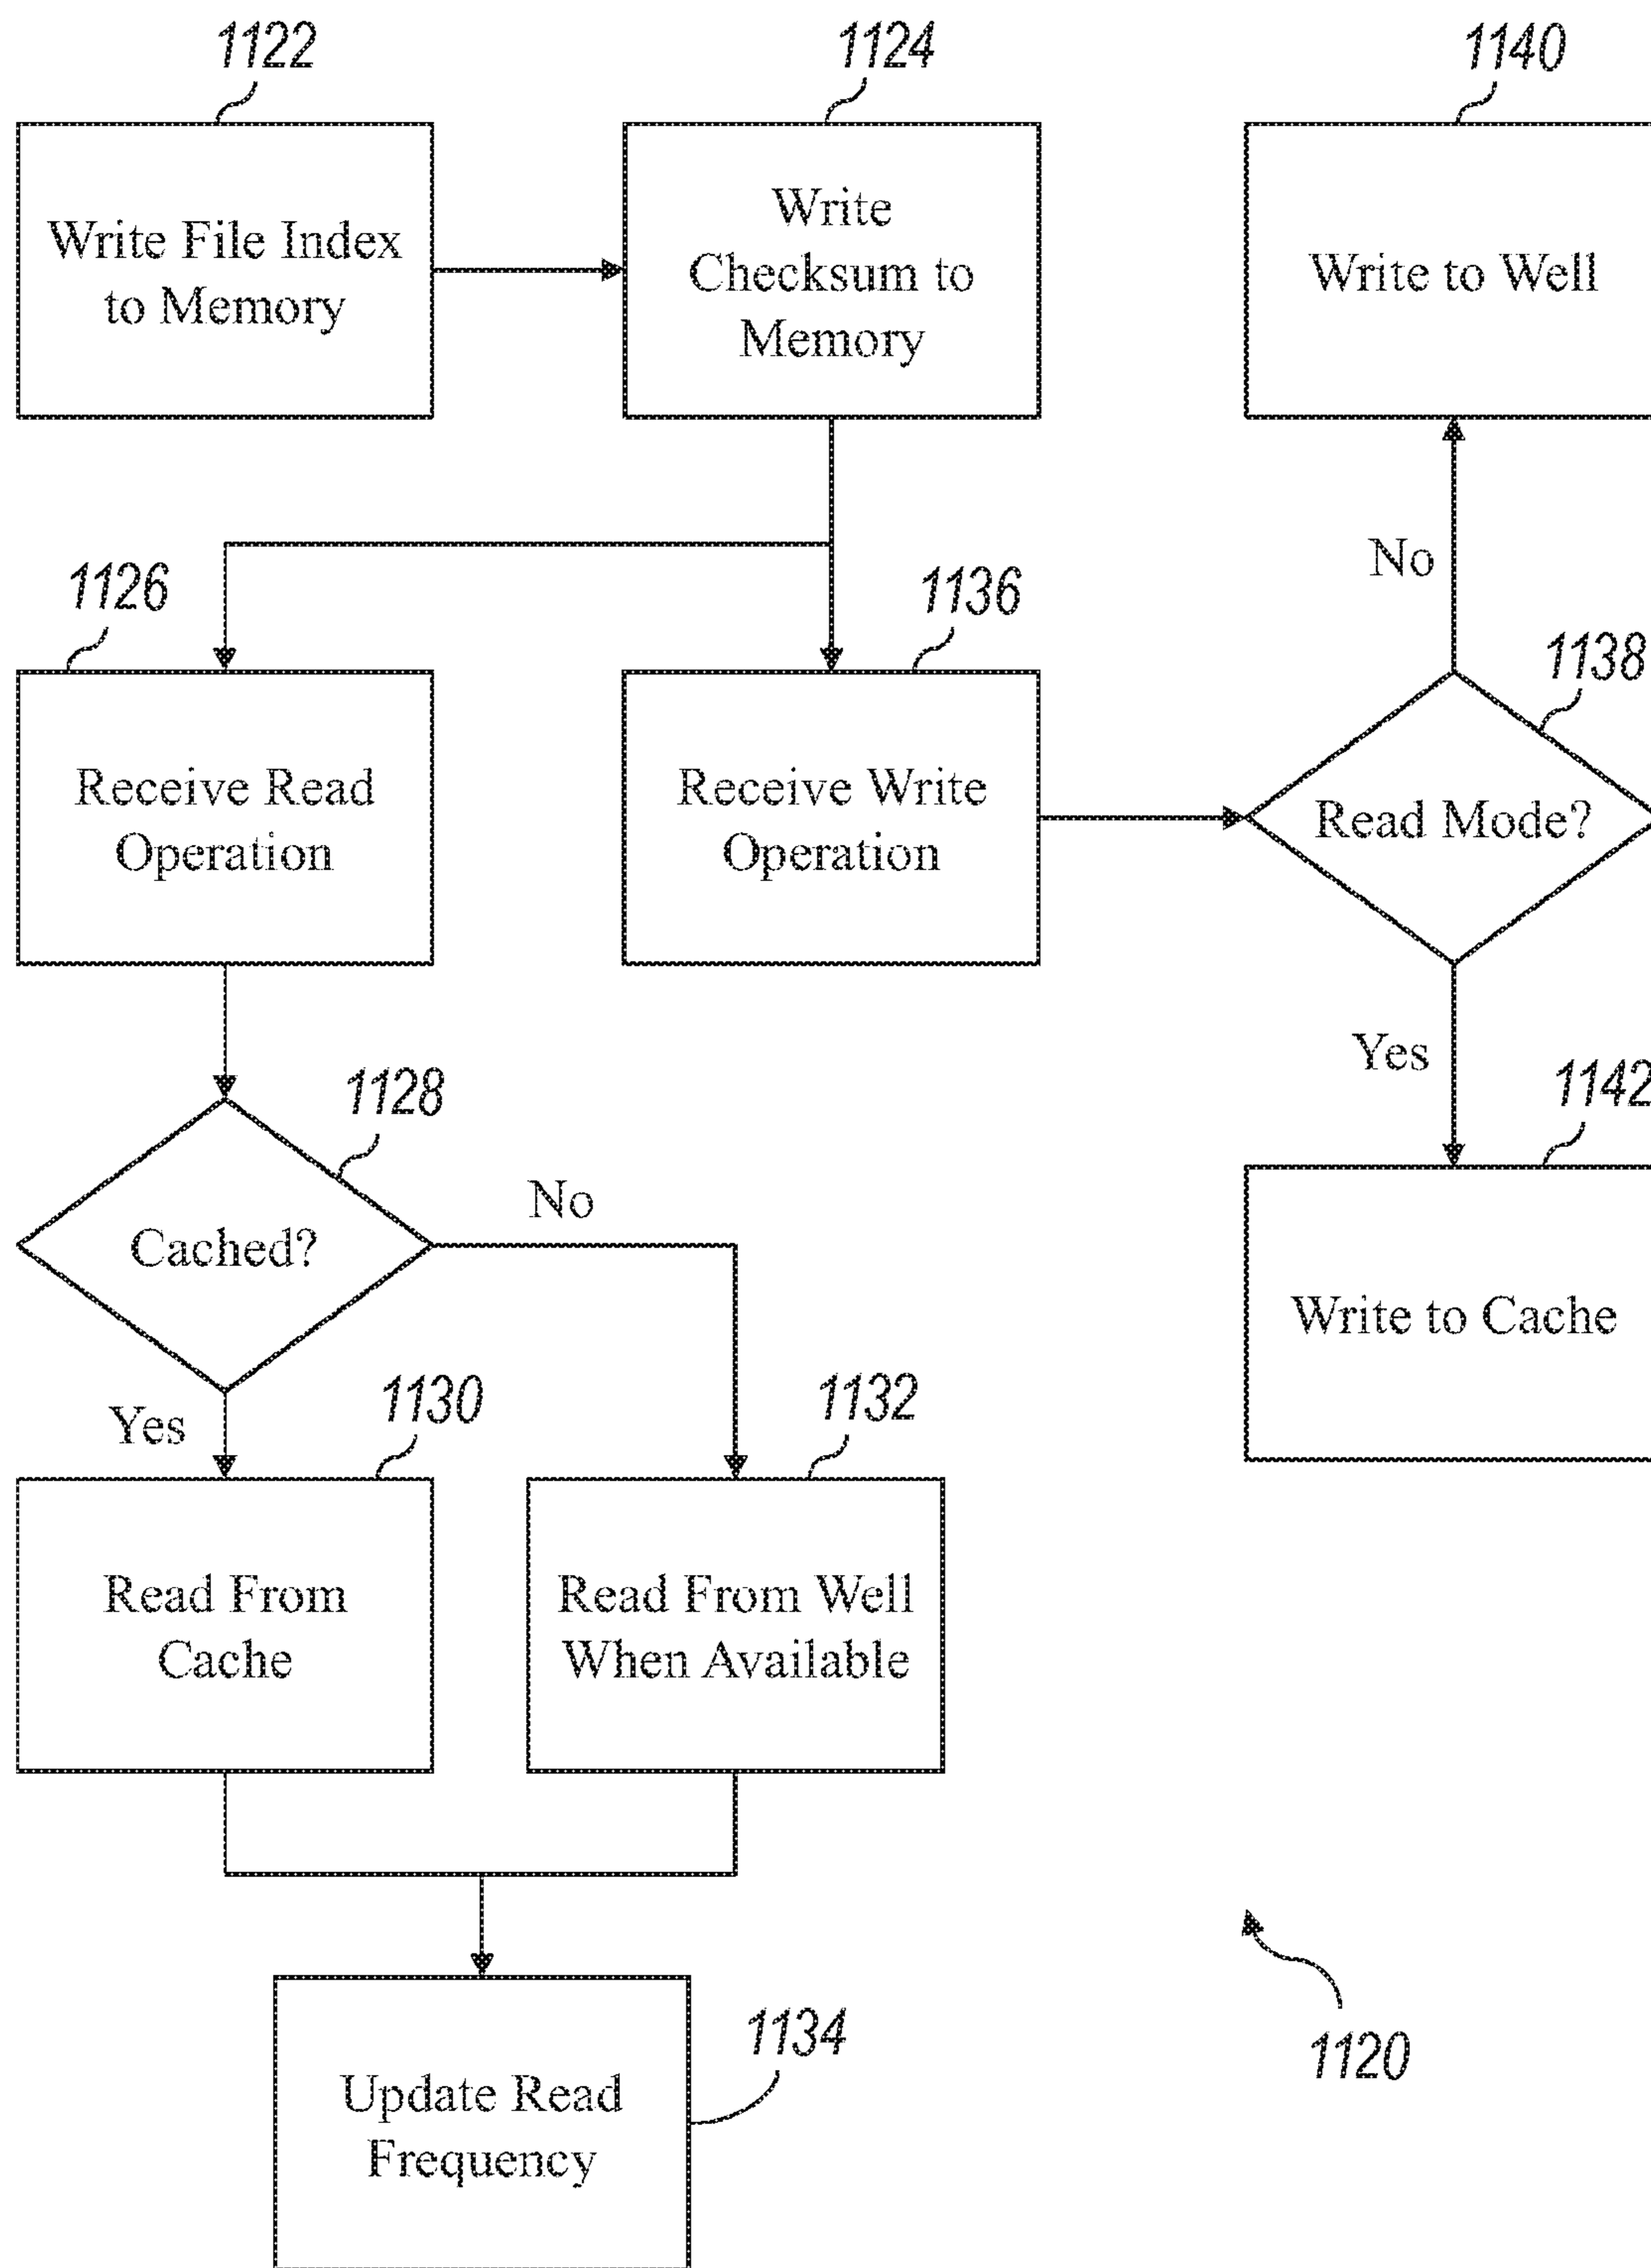 1122
1124
1140
Write File Index
to Memory
Write
Checksum to
Memory
Write to Well
No
1126
1136
1138
Receive Read
Operation
Receive Write
Operation
Read Mode?
Yes
1142
1128
No
Cached?
Write to Cache
Yes
1130
1132
Read From
Cache
Read From Well
When Available
1134
1120
Update Read
Frequency